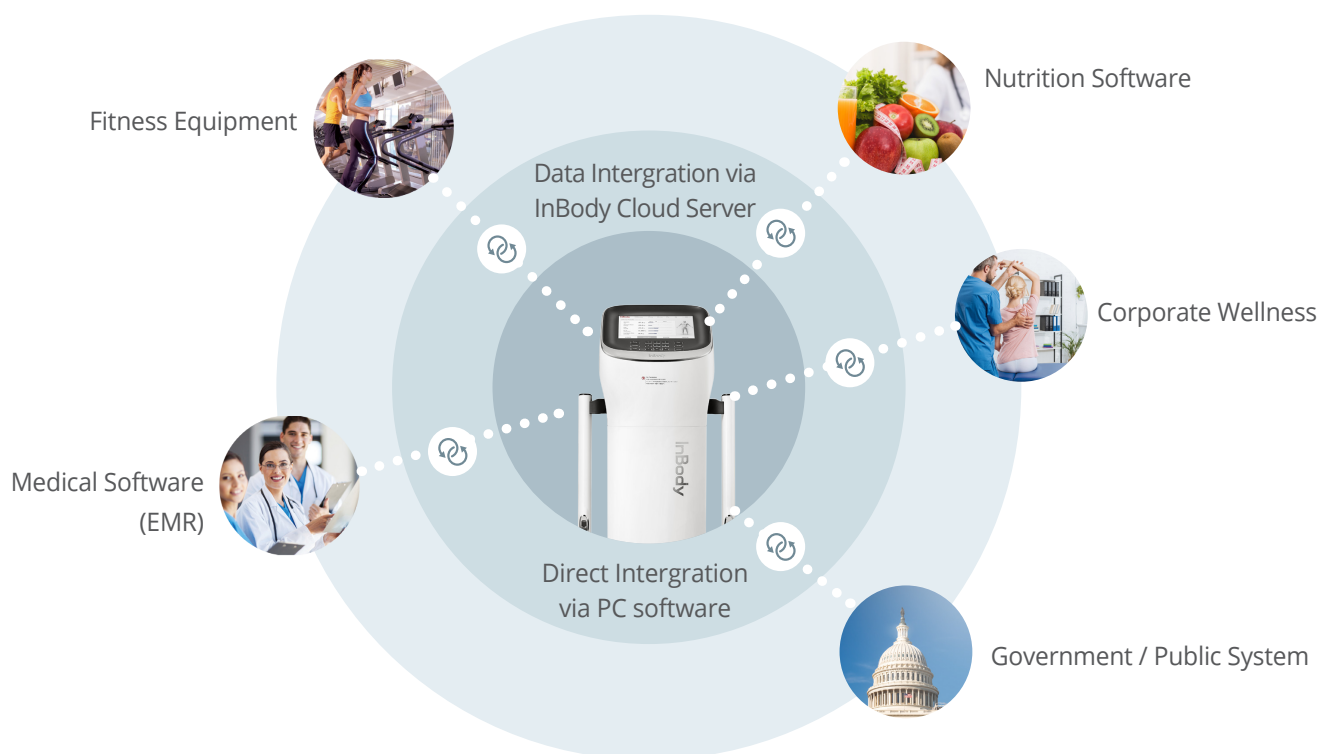 Nutrition Software
Fitness Equipment
Data Intergration via
InBody Cloud Server
Corporate Wellness
InBody
Medical Software
(EMR)
Direct Intergration
via PC software
Government / Public System